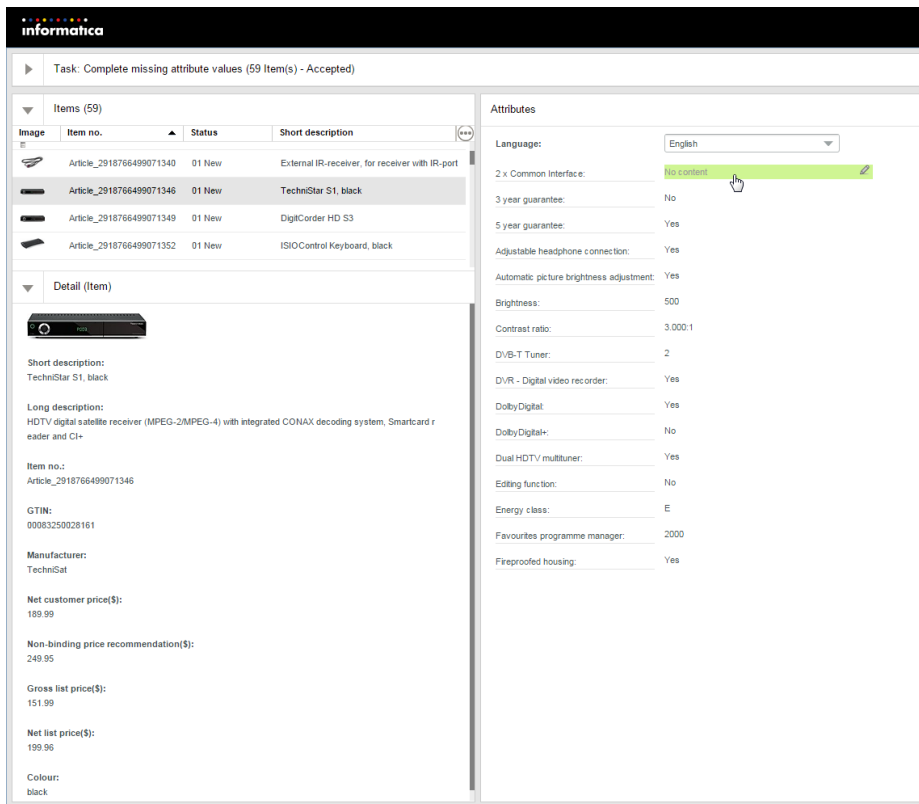 informatica
Task: Complete missing attribute values (59 Item(s) - Accepted)
Items (59)
Image Item no. Status Short description
Article_2918766499071340 01 New External IR-receiver, for receiver with IR-port
Article_2918766499071346 01 New TechniStar S1, black
Article_2918766499071349 01 New DigitCorder HD S3
Article_2918766499071352 01 New ISIOControl Keyboard, black
Detail (Item)
Short description:
TechniStar S1, black
Long description:
HDTV digital satellite receiver (MPEG-2/MPEG-4) with integrated CONAX decoding system, Smartcard r
eader and CI+
Item no.:
Article_2918766499071346
GTIN:
00083250028161
Manufacturer:
TechniSat
Net customer price($):
189.99
Non-binding price recommendation($):
249.95
Gross list price($):
151.99
Net list price($):
199.96
Colour:
black
Attributes
Language: English
2 x Common Interface: No content
3 year guarantee: No
5 year guarantee: Yes
Adjustable headphone connection: Yes
Automatic picture brightness adjustment: Yes
Brightness: 500
Contrast ratio: 3.000:1
DVB-T Tuner: 2
DVR - Digital video recorder: Yes
DolbyDigital: Yes
DolbyDigital+: No
Dual HDTV multituner: Yes
Editing function: No
Energy class: E
Favourites programme manager: 2000
Fireproofed housing: Yes